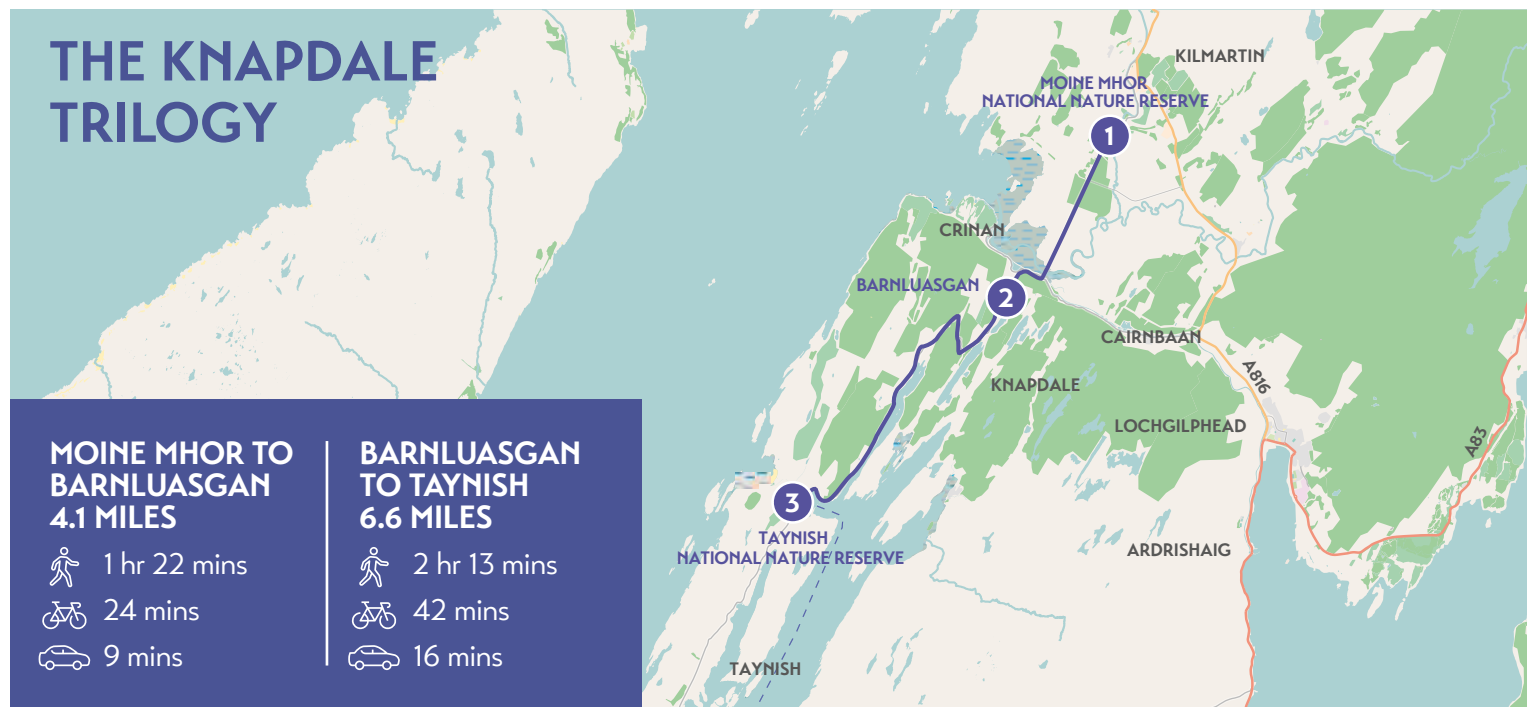 THE KNAPDALE
TRILOGY
KILMARTIN
MOINE MHOR
NATIONAL NATURE RESERVE
1
CRINAN
BARNLUASGAN
2
CAIRNBAAN
A816
KNAPDALE
LOCHGILPHEAD
A83
3
TAYNISH
NATIONAL NATURE RESERVE
ARDRISHAIG
TAYNISH
MOINE MHOR TO
BARNLUASGAN
4.1 MILES
1 hr 22 mins
24 mins
9 mins
BARNLUASGAN
TO TAYNISH
6.6 MILES
2 hr 13 mins
42 mins
16 mins